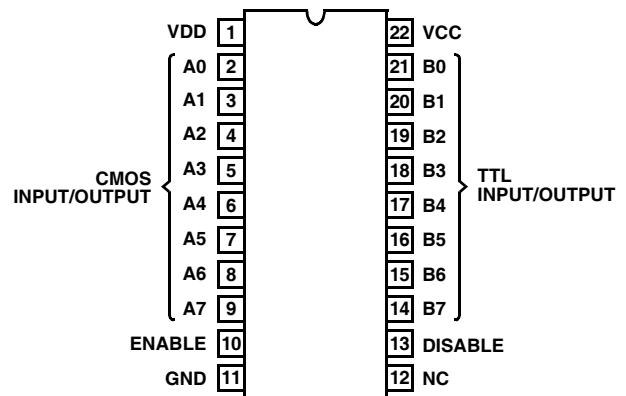 VDD 1 22 VCC
A0 2 21 B0
A1 3 20 B1
A2 4 19 B2
A3 5 18 B3
CMOS INPUT/OUTPUT
TTL INPUT/OUTPUT
A4 6 17 B4
A5 7 16 B5
A6 8 15 B6
A7 9 14 B7
ENABLE 10 13 DISABLE
GND 11 12 NC